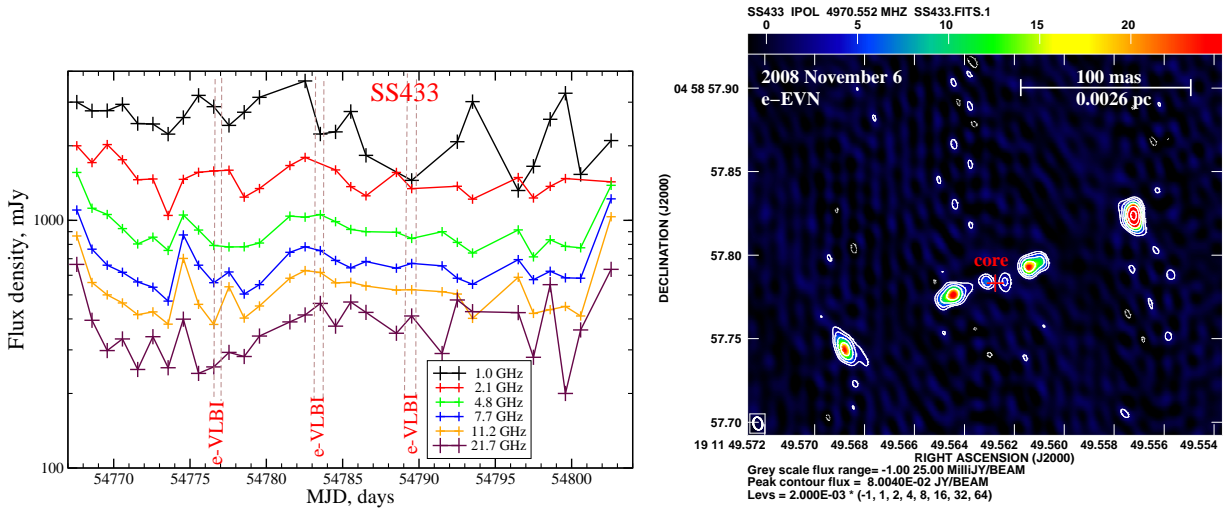 SS433
Flux density, mJy
1000
100
e-VLBI
e-VLBI
e-VLBI
1.0 GHz
2.1 GHz
4.8 GHz
7.7 GHz
11.2 GHz
21.7 GHz
54770
54775
54780
54785
54790
54795
54800
MJD, days
SS433 IPOL 4970.552 MHZ SS433.FITS.1
0
5
10
15
20
2008 November 6
e-EVN
100 mas
0.0026 pc
core
DECLINATION (J2000)
04 58 57.90
57.85
57.80
57.75
57.70
19 11 49.572
49.568
49.566
49.564
49.562
49.560
49.558
49.556
49.554
RIGHT ASCENSION (J2000)
Grey scale flux range= -1.00 25.00 MilliJY/BEAM
Peak contour flux = 8.0040E-02 JY/BEAM
Levs = 2.000E-03 * (-1, 1, 2, 4, 8, 16, 32, 64)